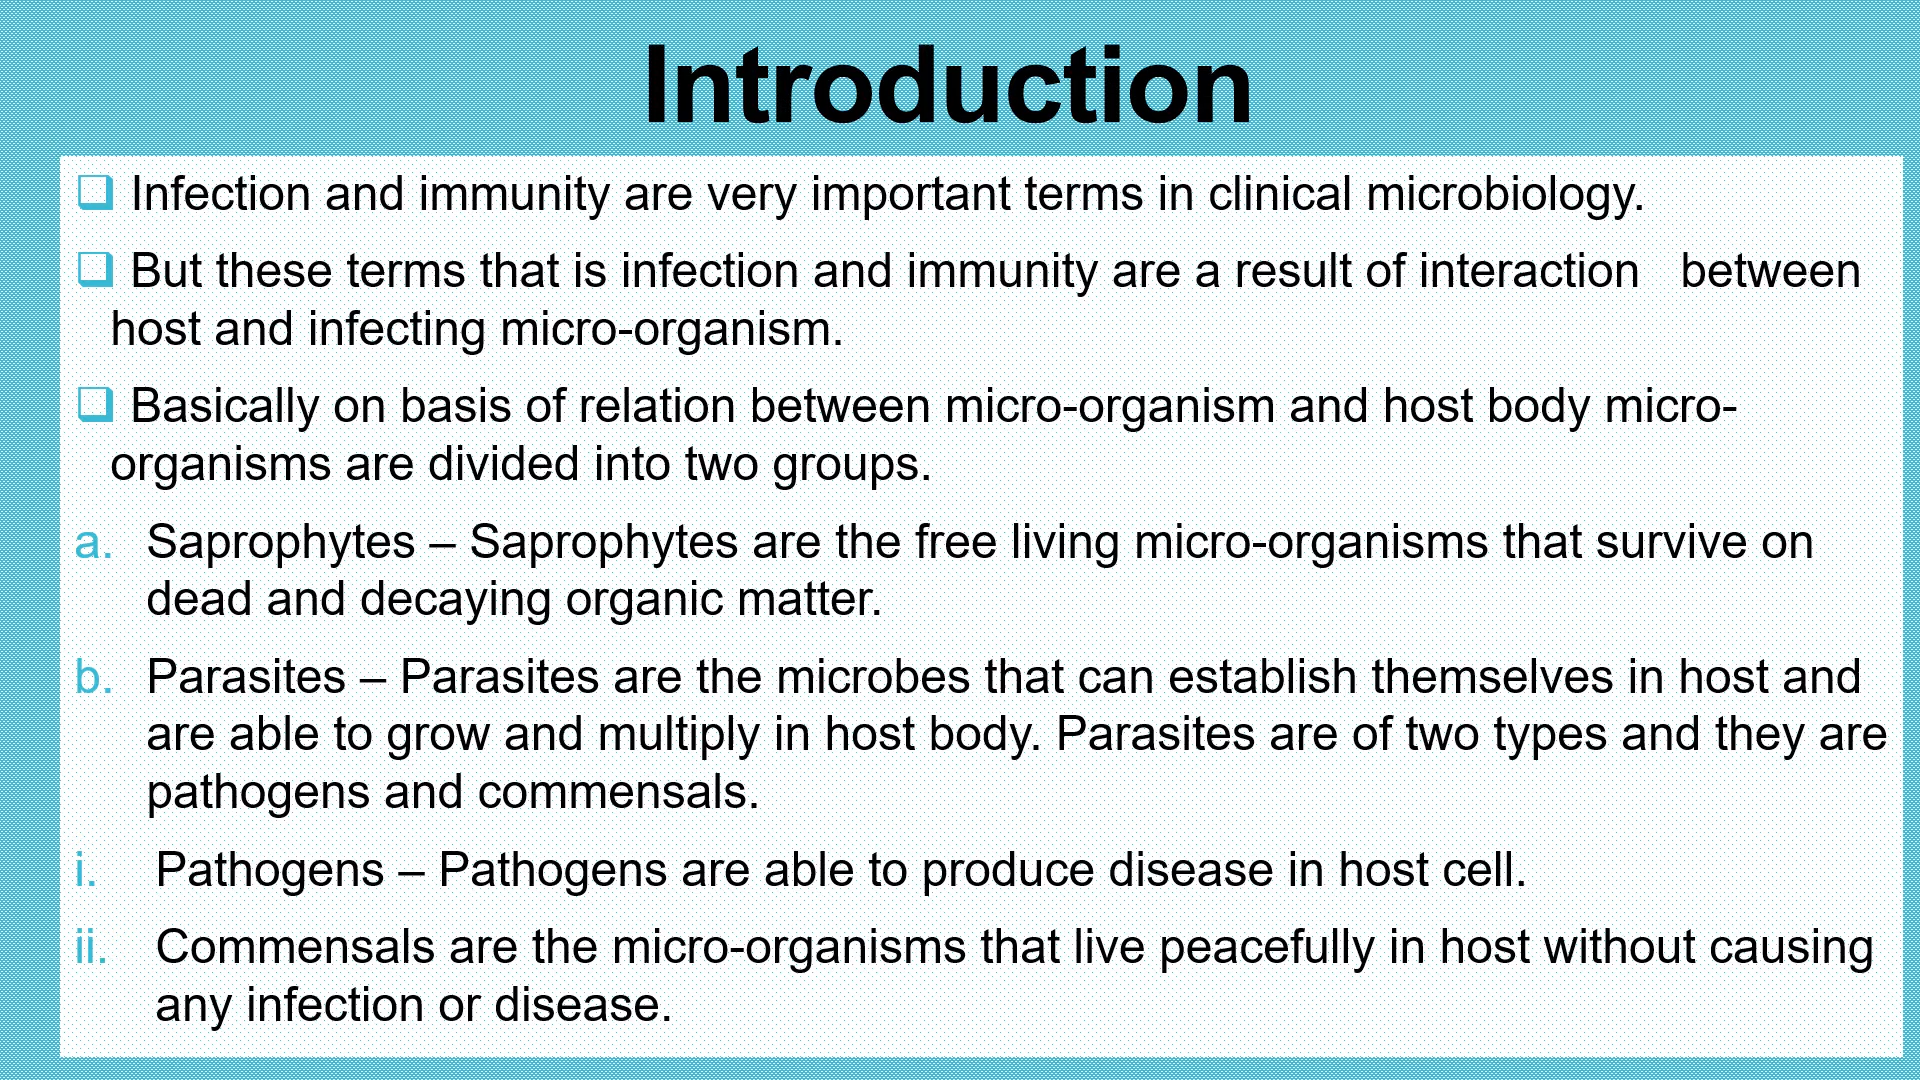 Introduction
❑ Infection and immunity are very important terms in clinical microbiology.
❑ But these terms that is infection and immunity are a result of interaction   between
host and infecting micro-organism.
❑ Basically on basis of relation between micro-organism and host body micro-
organisms are divided into two groups.
a. Saprophytes – Saprophytes are the free living micro-organisms that survive on
dead and decaying organic matter.
b. Parasites – Parasites are the microbes that can establish themselves in host and
are able to grow and multiply in host body. Parasites are of two types and they are
pathogens and commensals.
i. Pathogens – Pathogens are able to produce disease in host cell.
ii. Commensals are the micro-organisms that live peacefully in host without causing
any infection or disease.